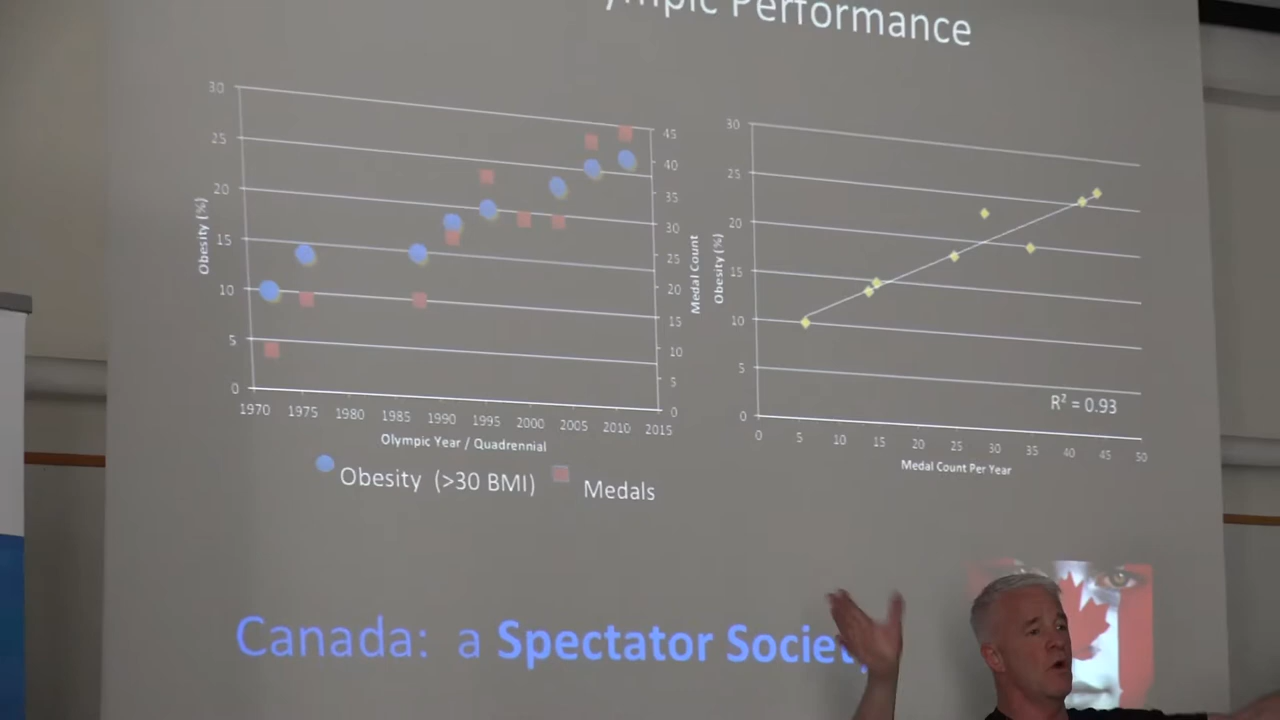 Performance
30
25
20
15
10
5
0
Obesity (%)
45
40
35
30
25
20
15
10
5
0
Medal Count
1970 1975 1980 1985 1990 1995 2000 2005 2010 2015
Olympic Year / Quadrennial
Obesity (>30 BMI) Medals
30
25
20
15
10
5
0
Obesity (%)
R² = 0.93
0 5 10 15 20 25 30 35 40 45 50
Medal Count Per Year
Canada: a Spectator Societ